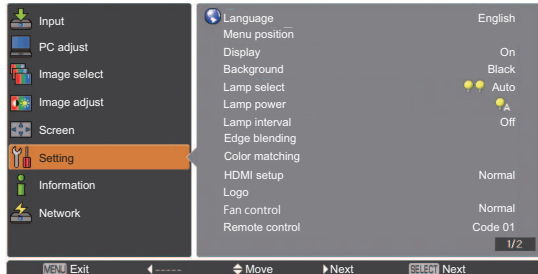 Input
PC adjust
Image select
Image adjust
Screen
Setting
Information
Network
Language English
Menu position
Display On
Background Black
Lamp select Auto
Lamp power A
Lamp interval Off
Edge blending
Color matching
HDMI setup Normal
Logo
Fan control Normal
Remote control Code 01
1/2
MENU Exit ----- Move Next SELECT Next